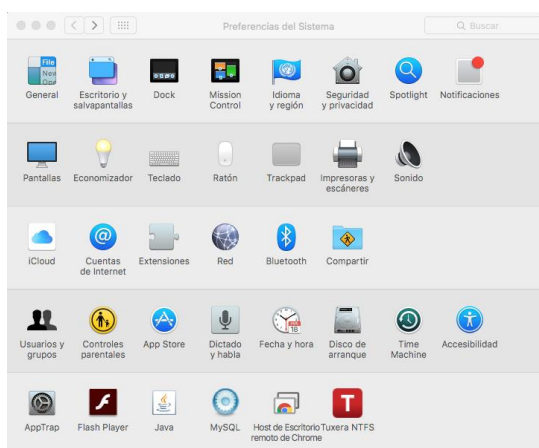 Preferencias del Sistema
Buscar
File
New
General
Escritorio y
salvapantallas
Dock
Mission
Control
Idioma
y región
Seguridad
y privacidad
Spotlight
Notificaciones
Pantallas
Economizador
Teclado
Ratón
Trackpad
Impresoras y
escáneres
Sonido
iCloud
Cuentas
de Internet
Extensiones
Red
Bluetooth
Compartir
Usuarios y
grupos
Controles
parentales
App Store
Dictado
y habla
18
Fecha y hora
Disco de
arranque
Time
Machine
Accesibilidad
AppTrap
Flash Player
Java
MySQL
Host de Escritorio
remoto de Chrome
T
Tuxera NTFS